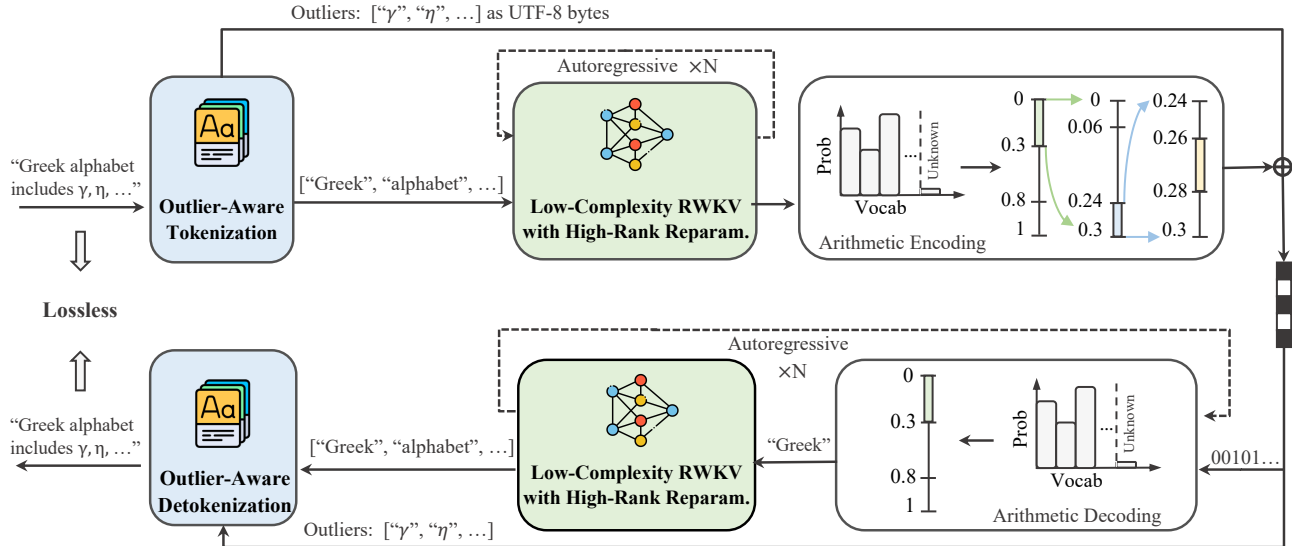 Outliers: [“γ”, “η”, …] as UTF-8 bytes
“Greek alphabet
includes γ, η, …”
Aa
Outlier-Aware
Tokenization
[“Greek”, “alphabet”, …]
Autoregressive ×N
Low-Complexity RWKV
with High-Rank Reparam.
Prob
Vocab
Unknown
Arithmetic Encoding
0
0.3
0.8
1
0
0.06
0.24
0.3
0.24
0.26
0.28
0.3
Lossless
“Greek alphabet
includes γ, η, …”
Aa
Outlier-Aware
Detokenization
[“Greek”, “alphabet”, …]
Autoregressive
×N
Low-Complexity RWKV
with High-Rank Reparam.
“Greek”
0
0.3
0.8
1
Prob
Vocab
Unknown
Arithmetic Decoding
00101…
Outliers: [“γ”, “η”, …]